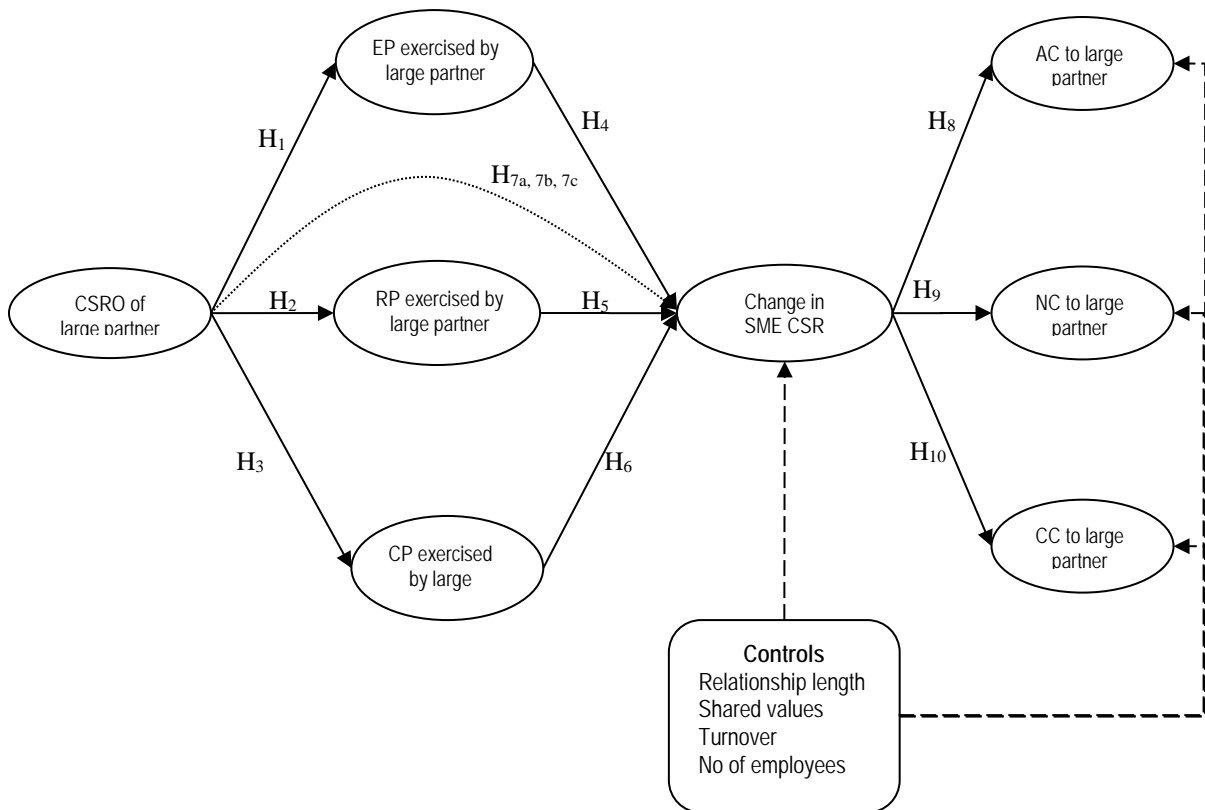 EP exercised by
large partner
AC to large
partner
H1
H4
H8
H7a, 7b, 7c
CSRO of
large partner
H2
RP exercised by
large partner
H5
Change in
SME CSR
H9
NC to large
partner
H3
H6
H10
CP exercised
by large
CC to large
partner
Controls
Relationship length
Shared values
Turnover
No of employees